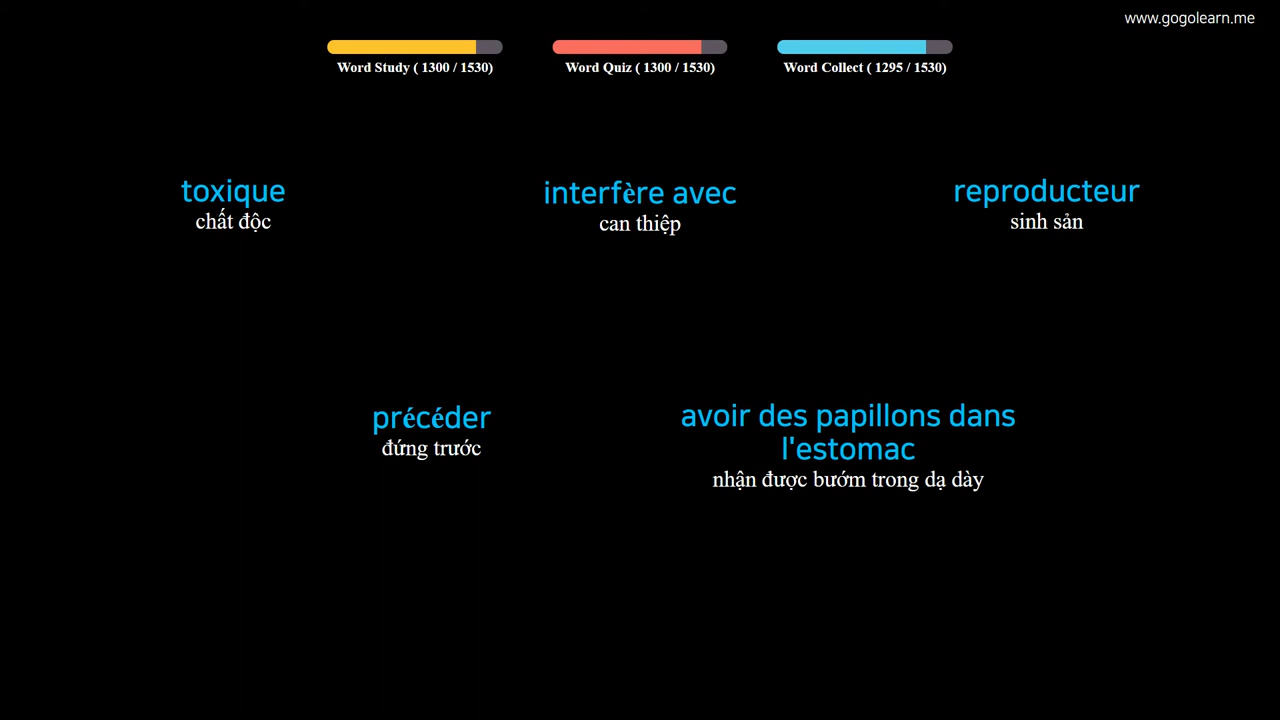 www.gogolearn.me
Word Study ( 1300 / 1530)
Word Quiz ( 1300 / 1530)
Word Collect ( 1295 / 1530)
toxique
chất độc
interfère avec
can thiệp
reproducteur
sinh sản
précéder
đứng trước
avoir des papillons dans
l'estomac
nhận được bướm trong dạ dày